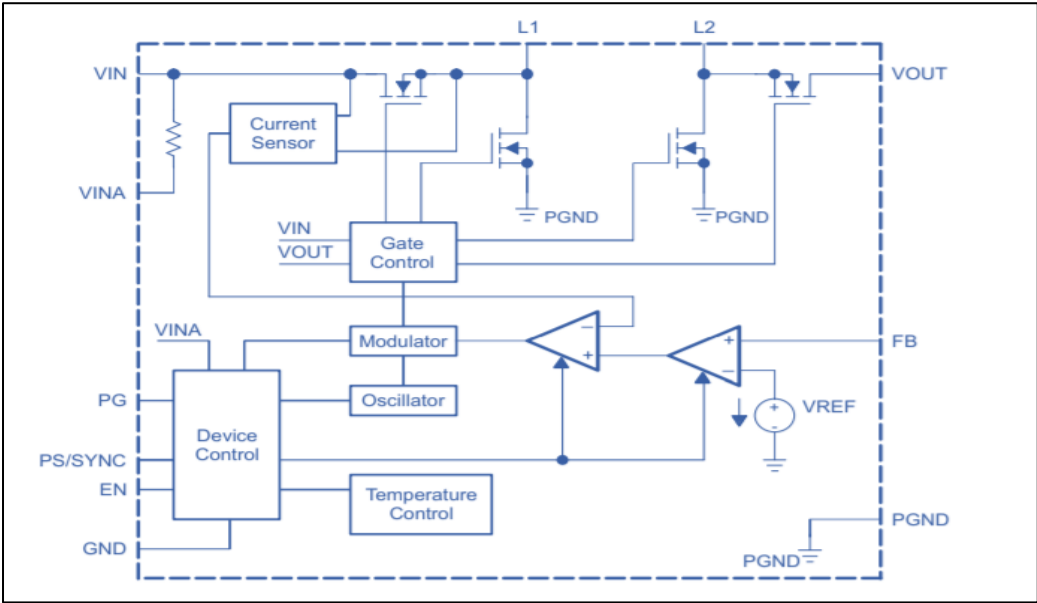 L1
L2
VIN
VOUT
Current
Sensor
VINA
PGND
PGND
VIN
VOUT
Gate
Control
VINA
Modulator
−
+
+
−
FB
PG
Oscillator
+
-
VREF
Device
Control
PS/SYNC
EN
Temperature
Control
GND
PGND
PGND